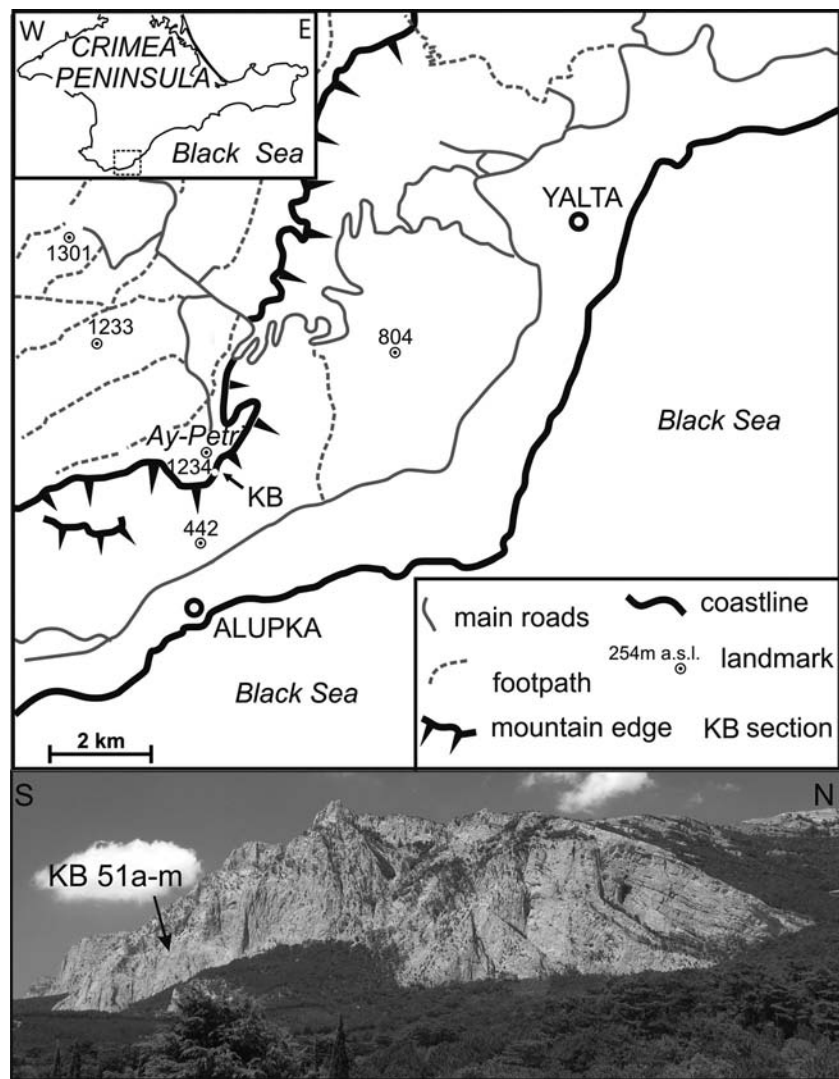 W
E
CRIMEA
PENINSULA
Black Sea
YALTA
1301
1233
804
Black Sea
Ay-Petri
1234
KB
442
ALUPKA
Black Sea
2 km
main roads
coastline
footpath
254m a.s.l.
landmark
mountain edge
KB section
S
N
KB 51a-m